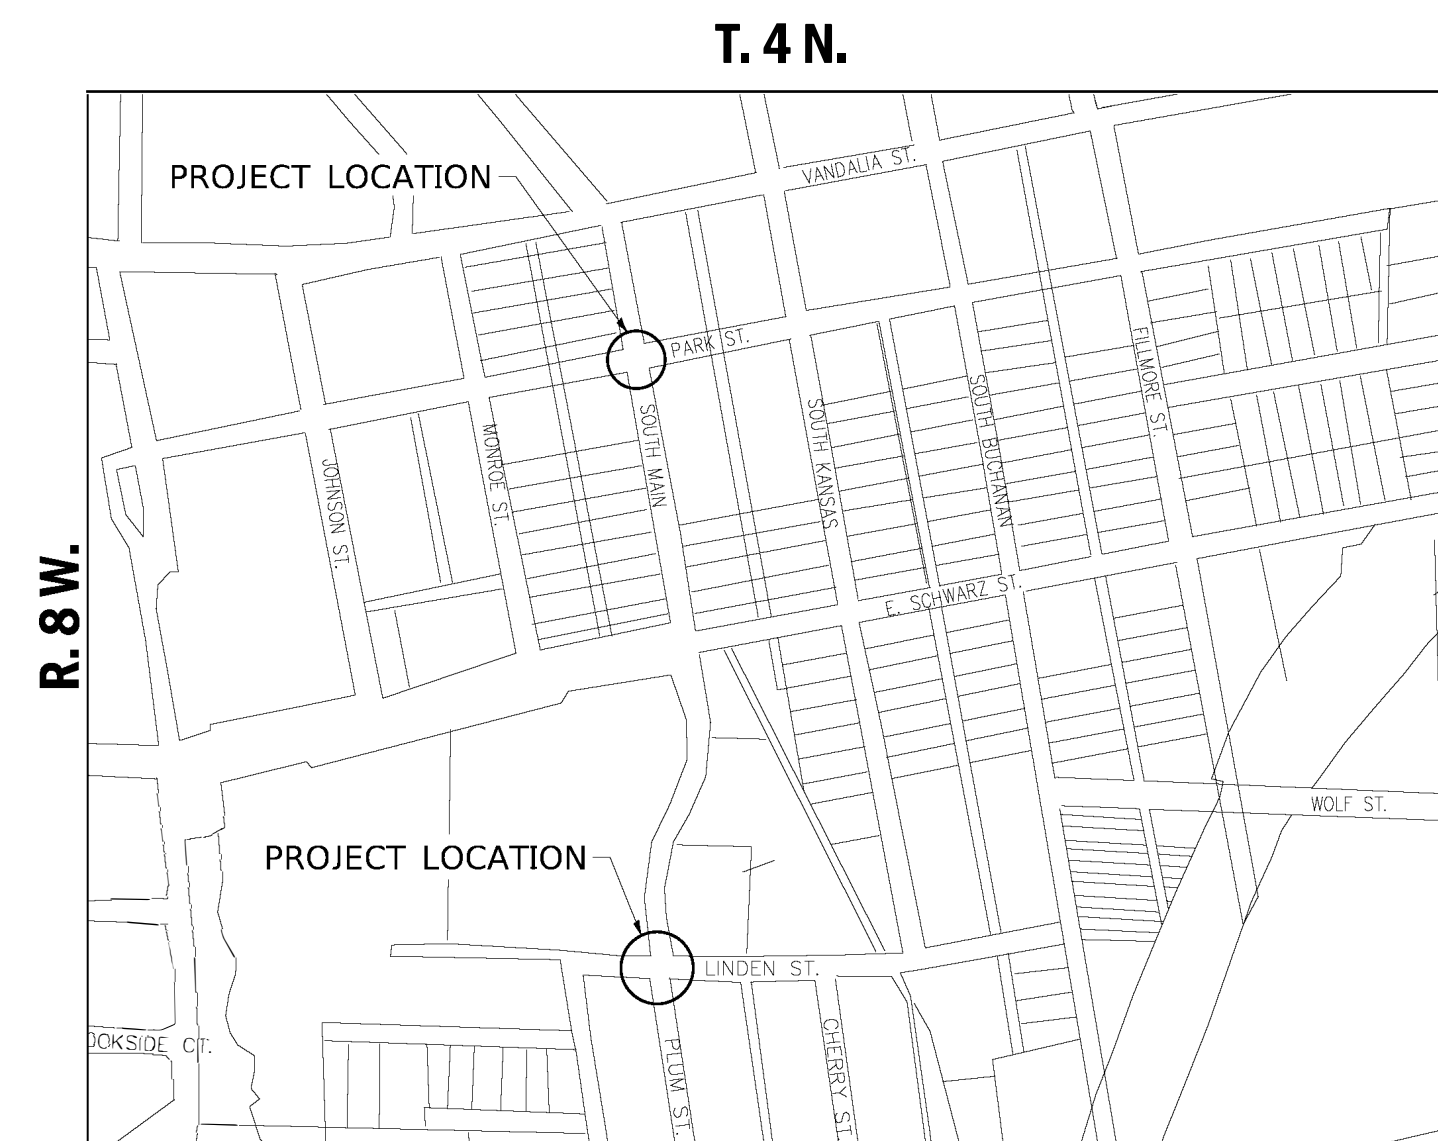 T. 4 N.
VANDALIA ST.
PROJECT LOCATION
PARK ST.
FILLMORE ST.
SOUTH BUCHANAN
SOUTH KANSAS
SOUTH MAIN
MONROE ST.
JOHNSON ST.
R. 8 W.
E. SCHWARZ ST.
WOLF ST.
PROJECT LOCATION
LINDEN ST.
OOKSIDE CT.
PLUM ST.
CHERRY ST.